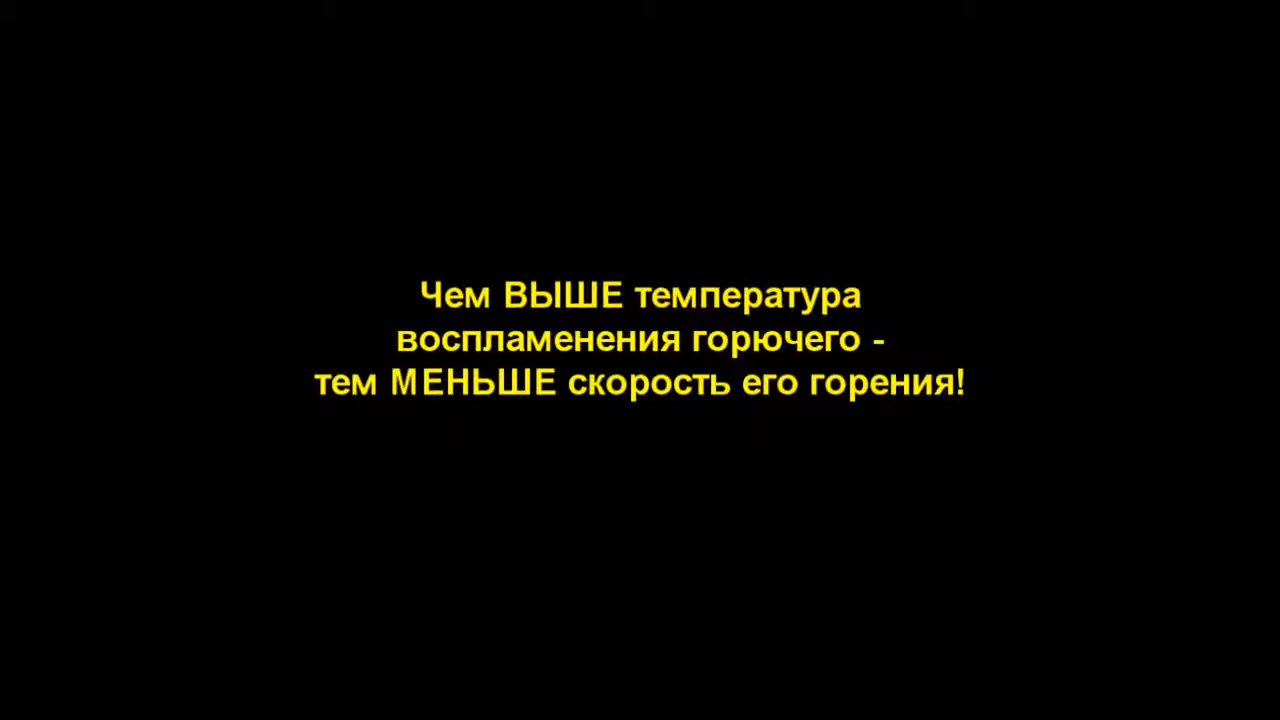 Чем ВЫШЕ температура
воспламенения горючего -
тем МЕНЬШЕ скорость его горения!